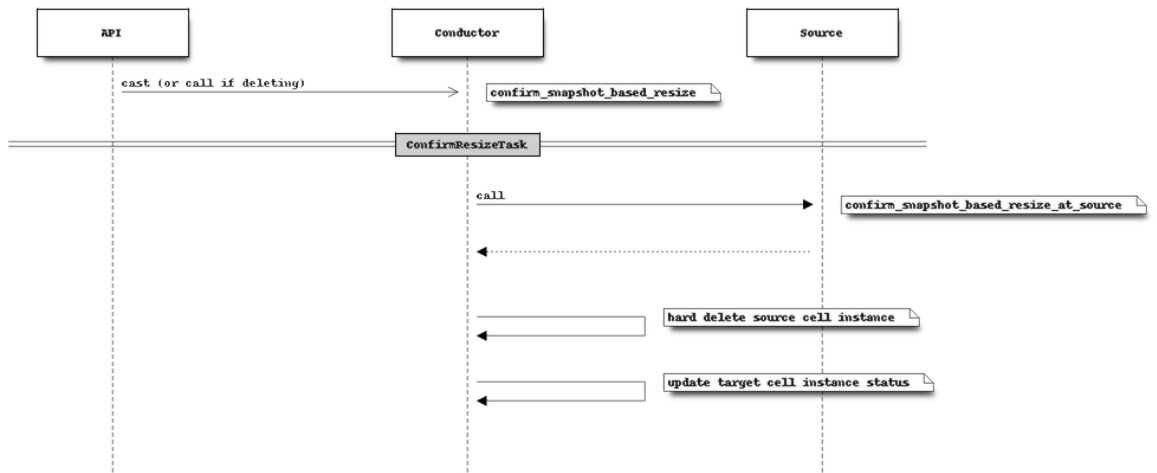 API
Conductor
Source
cast (or call if deleting)
confirm_snapshot_based_resize
ConfirmResizeTask
call
confirm_snapshot_based_resize_at_source
hard delete source cell instance
update target cell instance status